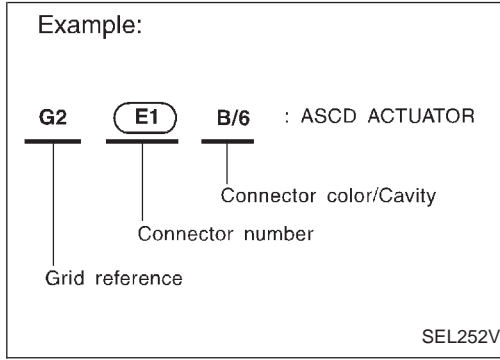 Example:
G2 E1 B/6 : ASCD ACTUATOR
Connector color/Cavity
Connector number
Grid reference
SEL252V